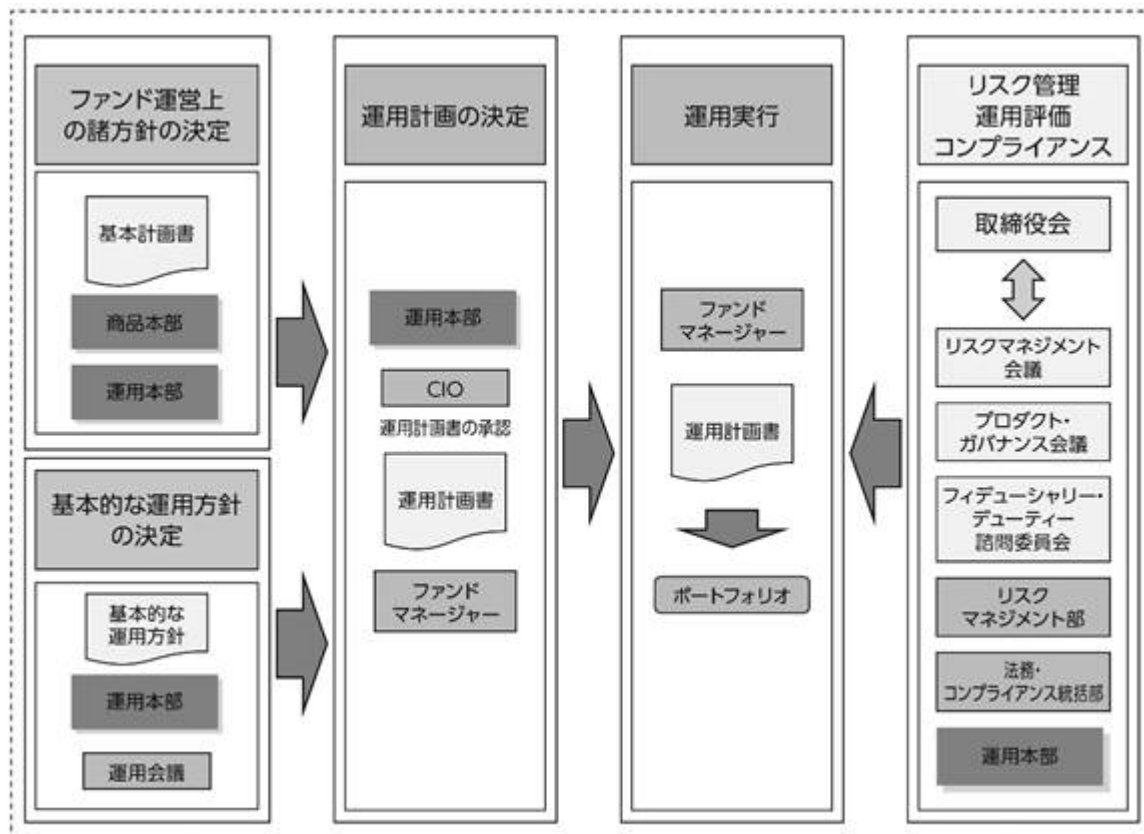 ファンド運営上
の諸方針の決定
基本計画書
商品本部
運用本部
基本的な運用方針
の決定
基本的な
運用方針
運用本部
運用会議
運用計画の決定
運用本部
CIO
運用計画書の承認
運用計画書
ファンド
マネージャー
運用実行
ファンド
マネージャー
運用計画書
ポートフォリオ
リスク管理
運用評価
コンプライアンス
取締役会
リスクマネジメント
会議
プロダクト・
ガバナンス会議
フィデューシャリー・
デューティー
諮問委員会
リスク
マネジメント部
法務・
コンプライアンス統括部
運用本部